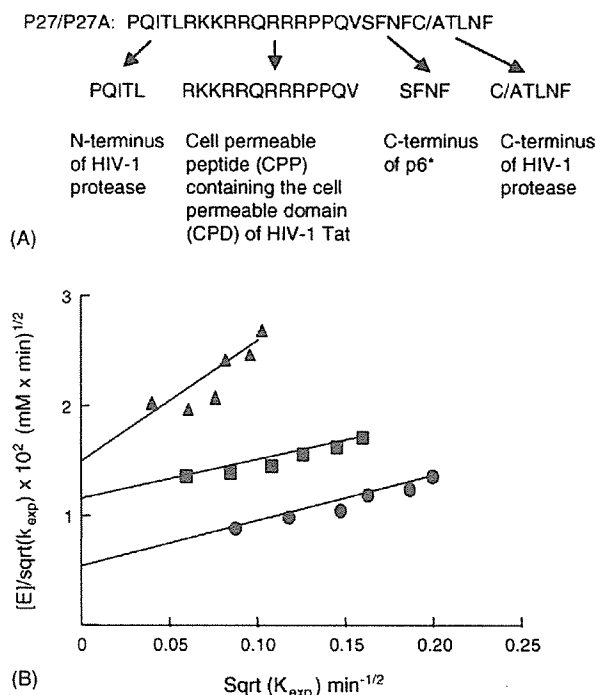 P27/P27A: PQITLRKKRRQRRRPPQVSFNFC/ATLNF
PQITL RKKRRQRRRPPQV SFNF C/ATLNF
N-terminus of HIV-1 protease
Cell permeable peptide (CPP) containing the cell permeable domain (CPD) of HIV-1 Tat
C-terminus of p6*
C-terminus of HIV-1 protease
(A)
[E]/sqrt(k_exp) x 10² (mM x min)^1/2
3
2
1
0 0.05 0.10 0.15 0.20 0.25
Sqrt (K_exp) min^-1/2
(B)